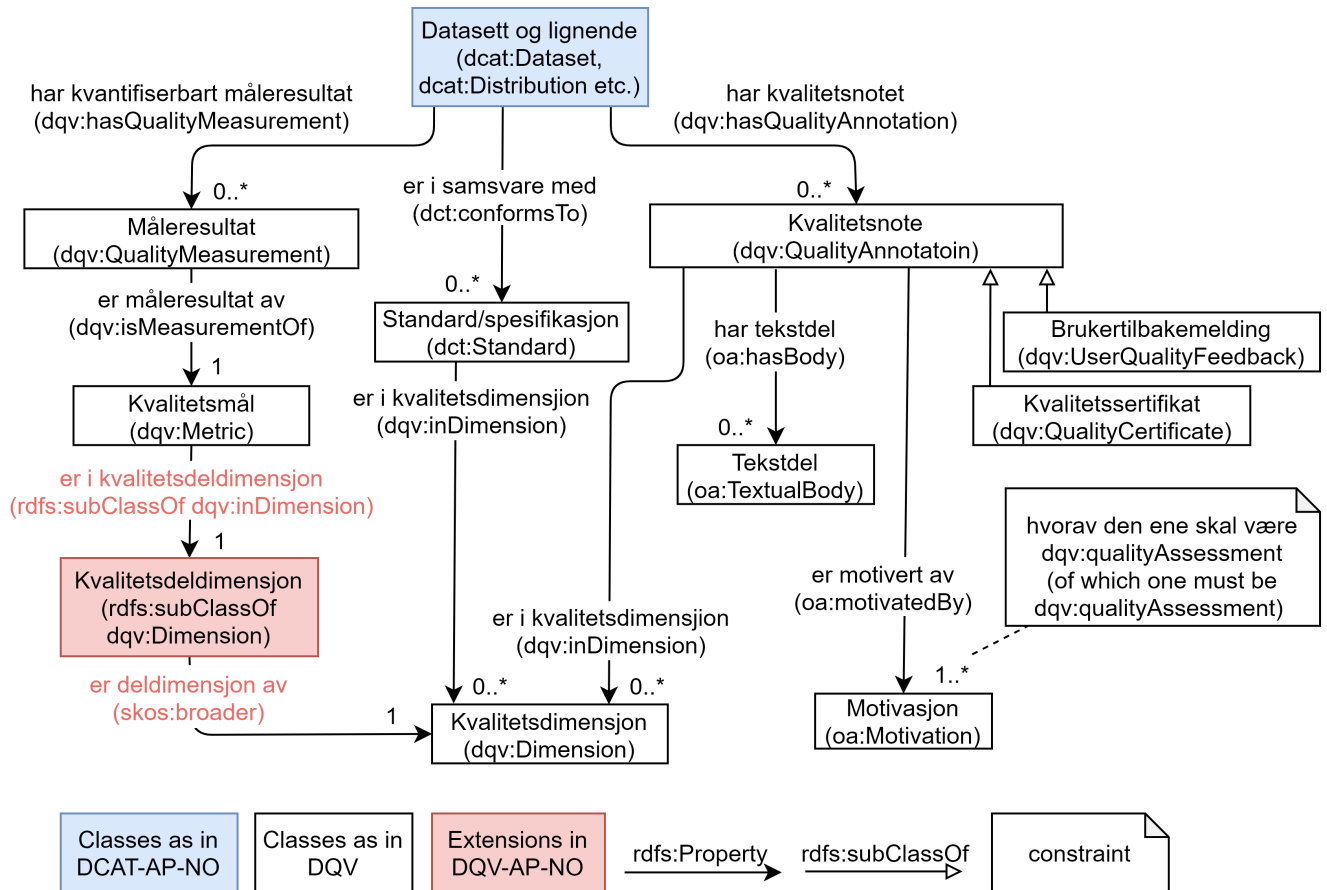 Datasett og lignende
(dcat:Dataset,
dcat:Distribution etc.)
har kvantifiserbart måleresultat
(dqv:hasQualityMeasurement)
har kvalitetsnotet
(dqv:hasQualityAnnotation)
er i samsvare med
(dct:conformsTo)
0..*
0..*
Måleresultat
(dqv:QualityMeasurement)
Kvalitetsnote
(dqv:QualityAnnotatoin)
er måleresultat av
(dqv:isMeasurementOf)
0..*
Standard/spesifikasjon
(dct:Standard)
har tekstdel
(oa:hasBody)
Brukertilbakemelding
(dqv:UserQualityFeedback)
1
Kvalitetsmål
(dqv:Metric)
er i kvalitetsdimensjion
(dqv:inDimension)
Kvalitetssertifikat
(dqv:QualityCertificate)
0..*
Tekstdel
(oa:TextualBody)
er i kvalitetsdeldimensjon
(rdfs:subClassOf dqv:inDimension)
1
Kvalitetsdeldimensjon
(rdfs:subClassOf
dqv:Dimension)
hvorav den ene skal være
dqv:qualityAssessment
(of which one must be
dqv:qualityAssessment)
er motivert av
(oa:motivatedBy)
er i kvalitetsdimensjion
(dqv:inDimension)
er deldimensjon av
(skos:broader)
1
0..*
0..*
1..*
Kvalitetsdimensjon
(dqv:Dimension)
Motivasjon
(oa:Motivation)
Classes as in
DCAT-AP-NO
Classes as in
DQV
Extensions in
DQV-AP-NO
rdfs:Property
rdfs:subClassOf
constraint